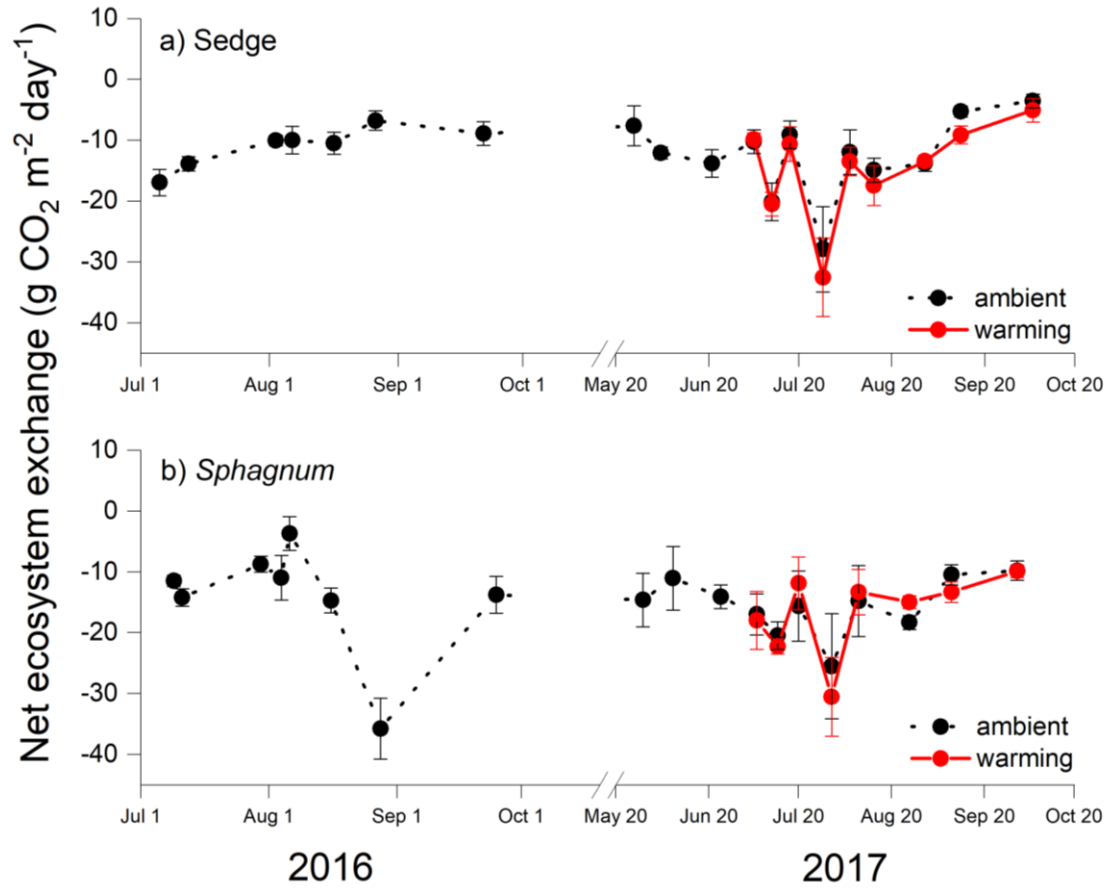 Net ecosystem exchange (g CO₂ m⁻² day⁻¹)
a) Sedge
10
0
-10
-20
-30
-40
ambient
warming
Jul 1 Aug 1 Sep 1 Oct 1 May 20 Jun 20 Jul 20 Aug 20 Sep 20 Oct 20
b) Sphagnum
10
0
-10
-20
-30
-40
ambient
warming
Jul 1 Aug 1 Sep 1 Oct 1 May 20 Jun 20 Jul 20 Aug 20 Sep 20 Oct 20
2016 2017